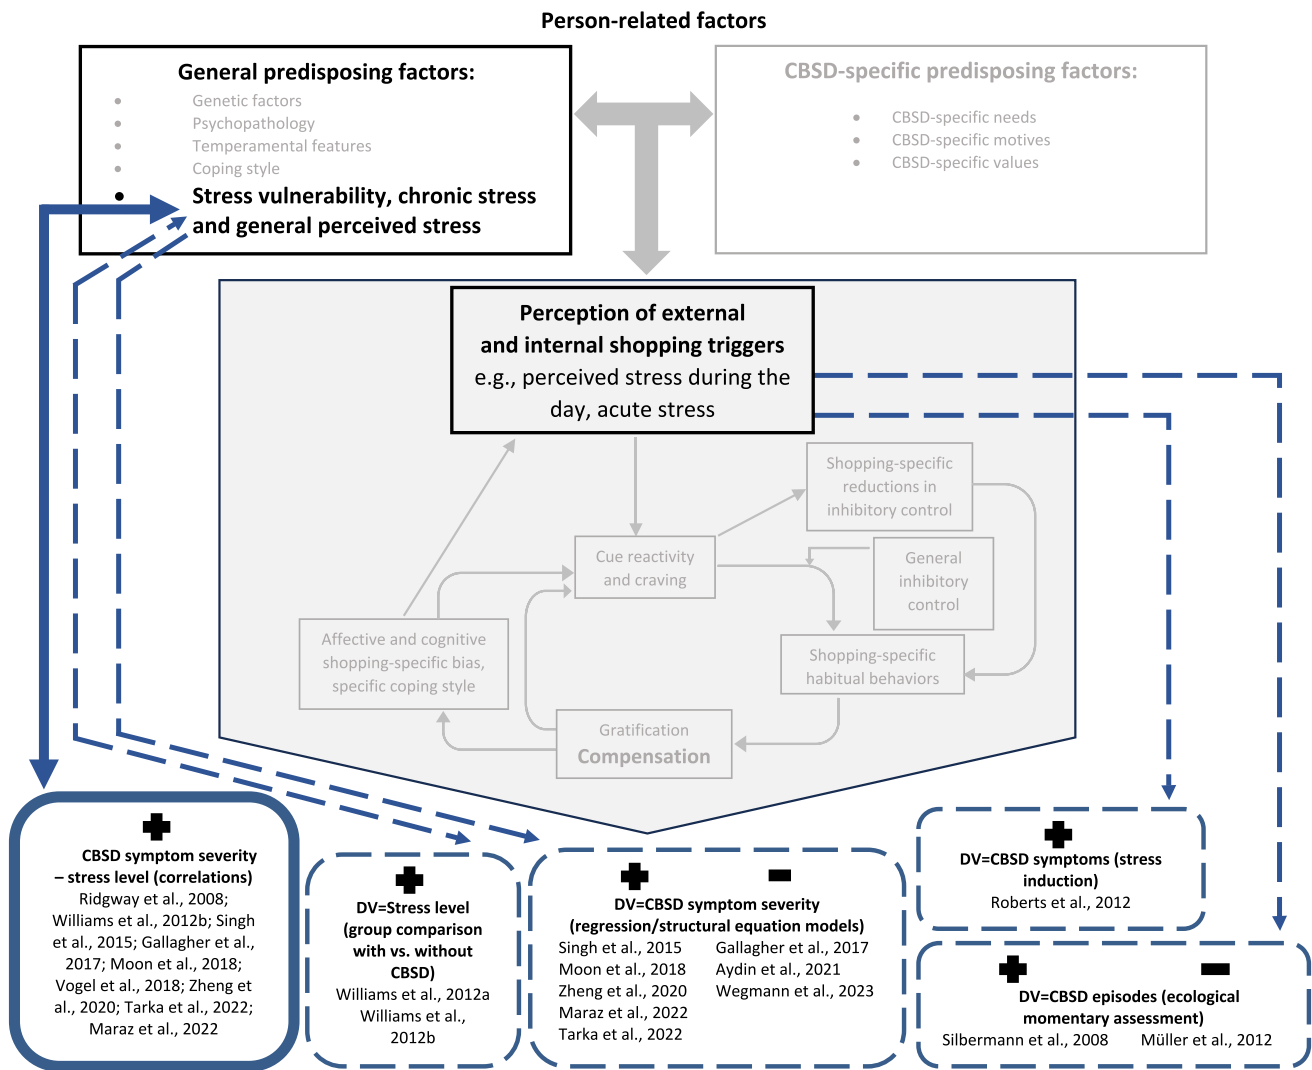 Person-related factors
General predisposing factors:
• Genetic factors
• Psychopathology
• Temperamental features
• Coping style
• Stress vulnerability, chronic stress
and general perceived stress
CBSD-specific predisposing factors:
• CBSD-specific needs
• CBSD-specific motives
• CBSD-specific values
Perception of external
and internal shopping triggers
e.g., perceived stress during the
day, acute stress
Shopping-specific
reductions in
inhibitory control
Cue reactivity
and craving
General
inhibitory
control
Affective and cognitive
shopping-specific bias,
specific coping style
Shopping-specific
habitual behaviors
Gratification
Compensation
CBSD symptom severity
– stress level (correlations)
Ridgway et al., 2008;
Williams et al., 2012b; Singh
et al., 2015; Gallagher et al.,
2017; Moon et al., 2018;
Vogel et al., 2018; Zheng et
al., 2020; Tarka et al., 2022;
Maraz et al., 2022
DV=Stress level
(group comparison
with vs. without
CBSD)
Williams et al., 2012a
Williams et al.,
2012b
DV=CBSD symptom severity
(regression/structural equation models)
Singh et al., 2015
Moon et al., 2018
Zheng et al., 2020
Maraz et al., 2022
Tarka et al., 2022
Gallagher et al., 2017
Aydin et al., 2021
Wegmann et al., 2023
DV=CBSD symptoms (stress
induction)
Roberts et al., 2012
DV=CBSD episodes (ecological
momentary assessment)
Silbermann et al., 2008
Müller et al., 2012